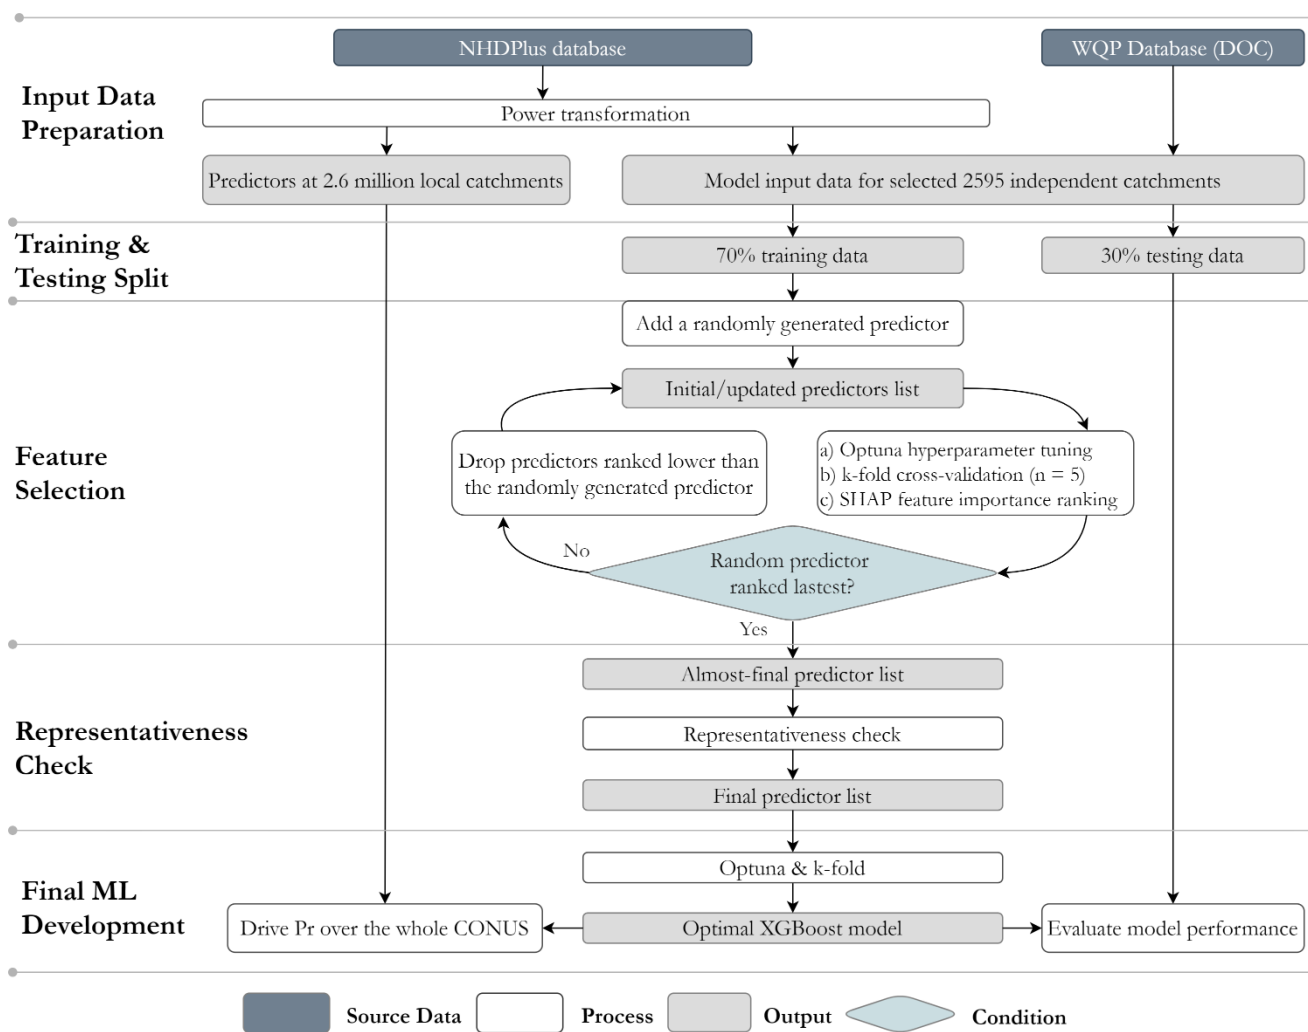 NHDPlus database
WQP Database (DOC)
Input Data
Preparation
Power transformation
Predictors at 2.6 million local catchments
Model input data for selected 2595 independent catchments
Training &
Testing Split
70% training data
30% testing data
Add a randomly generated predictor
Initial/updated predictors list
Feature
Selection
Drop predictors ranked lower than
the randomly generated predictor
a) Optuna hyperparameter tuning
b) k-fold cross-validation (n = 5)
c) SHAP feature importance ranking
No
Random predictor
ranked lastest?
Yes
Almost-final predictor list
Representativeness
Check
Representativeness check
Final predictor list
Optuna & k-fold
Final ML
Development
Drive Pr over the whole CONUS
Optimal XGBoost model
Evaluate model performance
Source Data
Process
Output
Condition